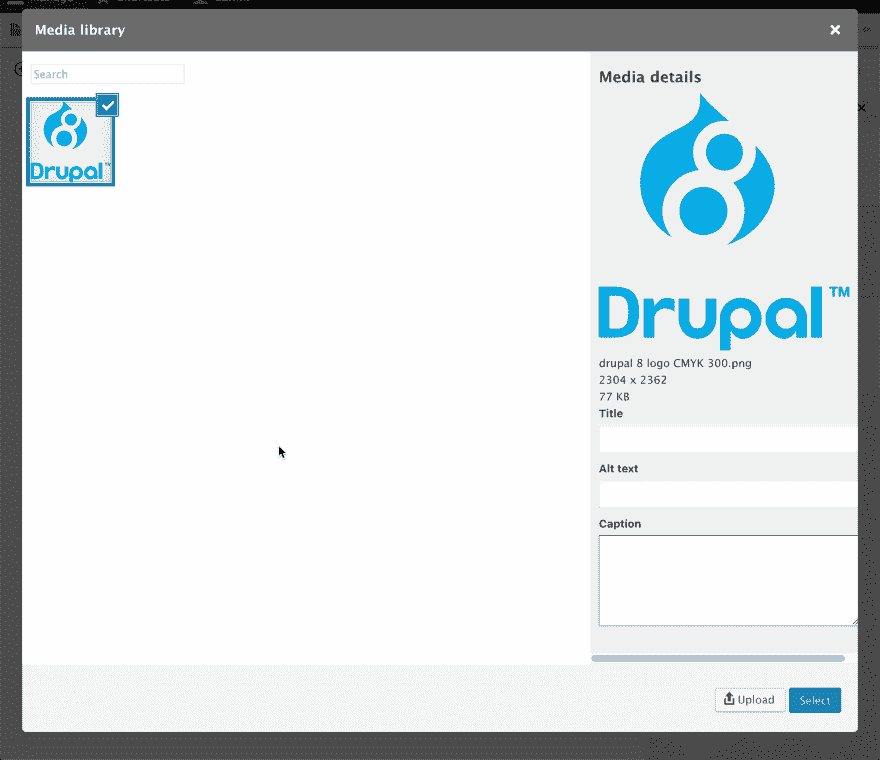 Media library
Search
Drupal™
Media details
Drupal™
drupal 8 logo CMYK 300.png
2304 x 2362
77 KB
Title
Alt text
Caption
Upload
Select